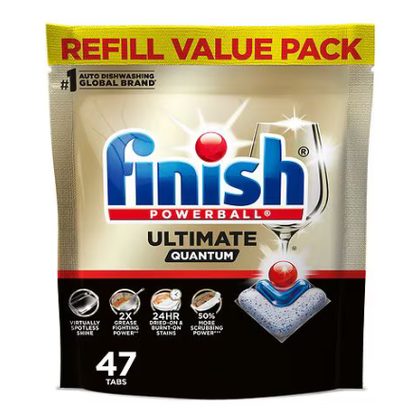 REFILL VALUE PACK
#1 AUTO DISHWASHING
GLOBAL BRAND*
finish®
POWERBALL®
ULTIMATE
QUANTUM
VIRTUALLY
SPOTLESS
SHINE
2X
GREASE
FIGHTING
POWER**
24HR
DRIED-ON &
BURNT-ON
STAINS
50%
MORE
SCRUBBING
POWER***
47
TABS